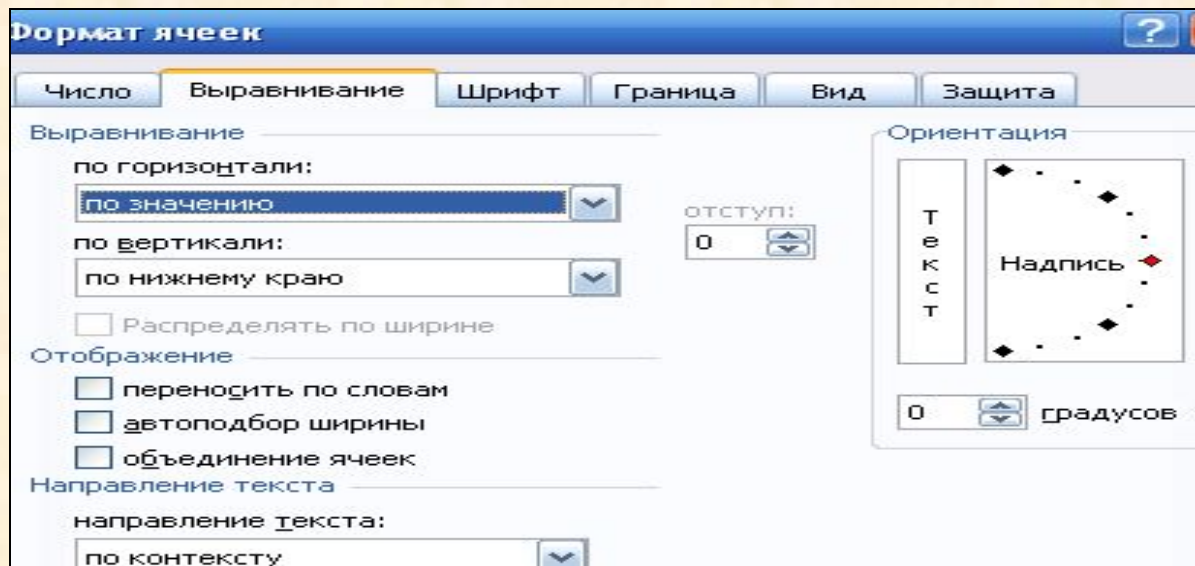 Формат ячеек
?
Число Выравнивание Шрифт Граница Вид Защита
Выравнивание
по горизонтали:
по значению
отступ:
0
по вертикали:
по нижнему краю
Распределять по ширине
Отображение
переносить по словам
автоподбор ширины
объединение ячеек
Направление текста
направление текста:
по контексту
Ориентация
Текст
Надпись
0 градусов